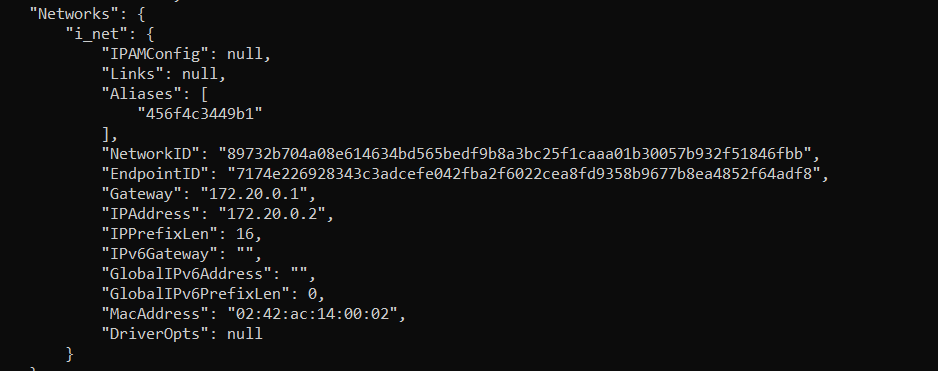 "Networks": {
"i_net": {
"IPAMConfig": null,
"Links": null,
"Aliases": [
"456f4c3449b1"
],
"NetworkID": "89732b704a08e614634bd565bedf9b8a3bc25f1caaa01b30057b932f51846fbb",
"EndpointID": "7174e226928343c3adcefe042fba2f6022cea8fd9358b9677b8ea4852f64adf8",
"Gateway": "172.20.0.1",
"IPAddress": "172.20.0.2",
"IPPrefixLen": 16,
"IPv6Gateway": "",
"GlobalIPv6Address": "",
"GlobalIPv6PrefixLen": 0,
"MacAddress": "02:42:ac:14:00:02",
"DriverOpts": null
}